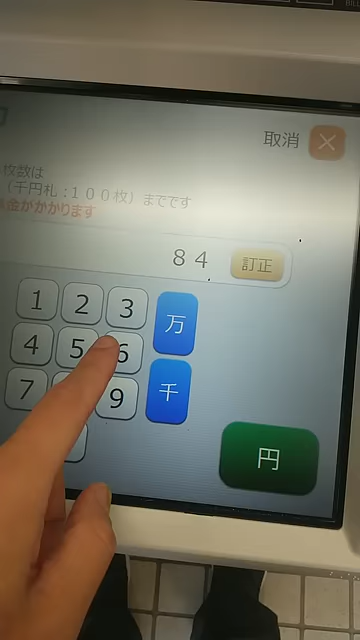 取消
枚数は
（千円札：１００枚）までです
金がかかります
８４
訂正
1 2 3 万
4 5 6
7 9 千
円